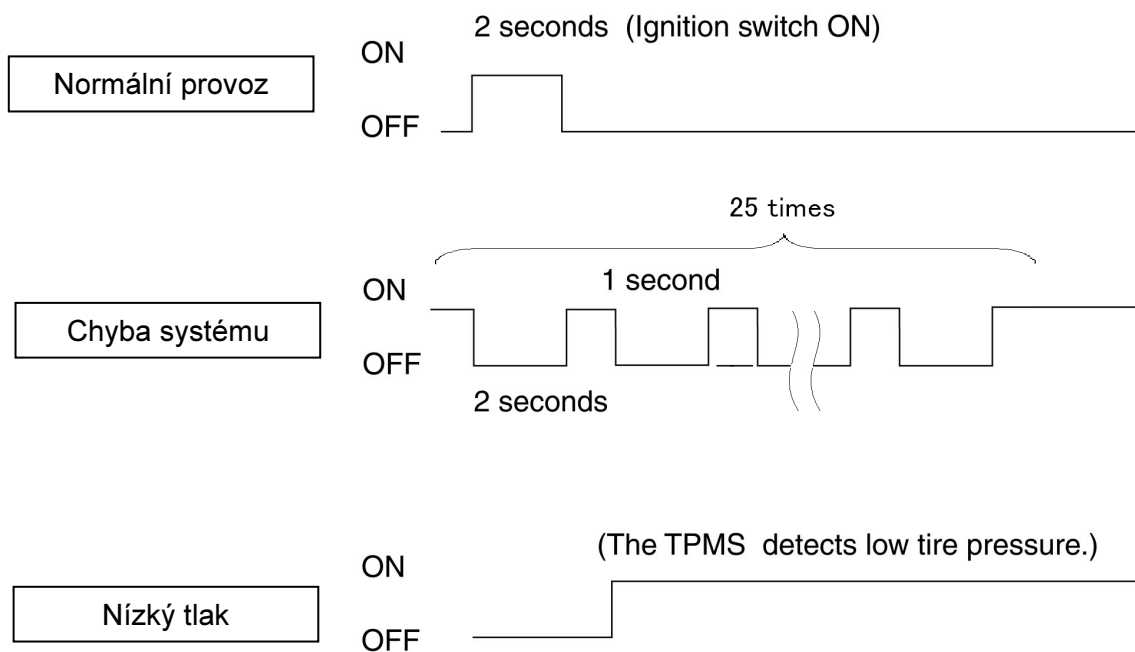 2 seconds (Ignition switch ON)
ON
Normální provoz
OFF
25 times
1 second
ON
Chyba systému
OFF
2 seconds
(The TPMS detects low tire pressure.)
ON
Nízký tlak
OFF